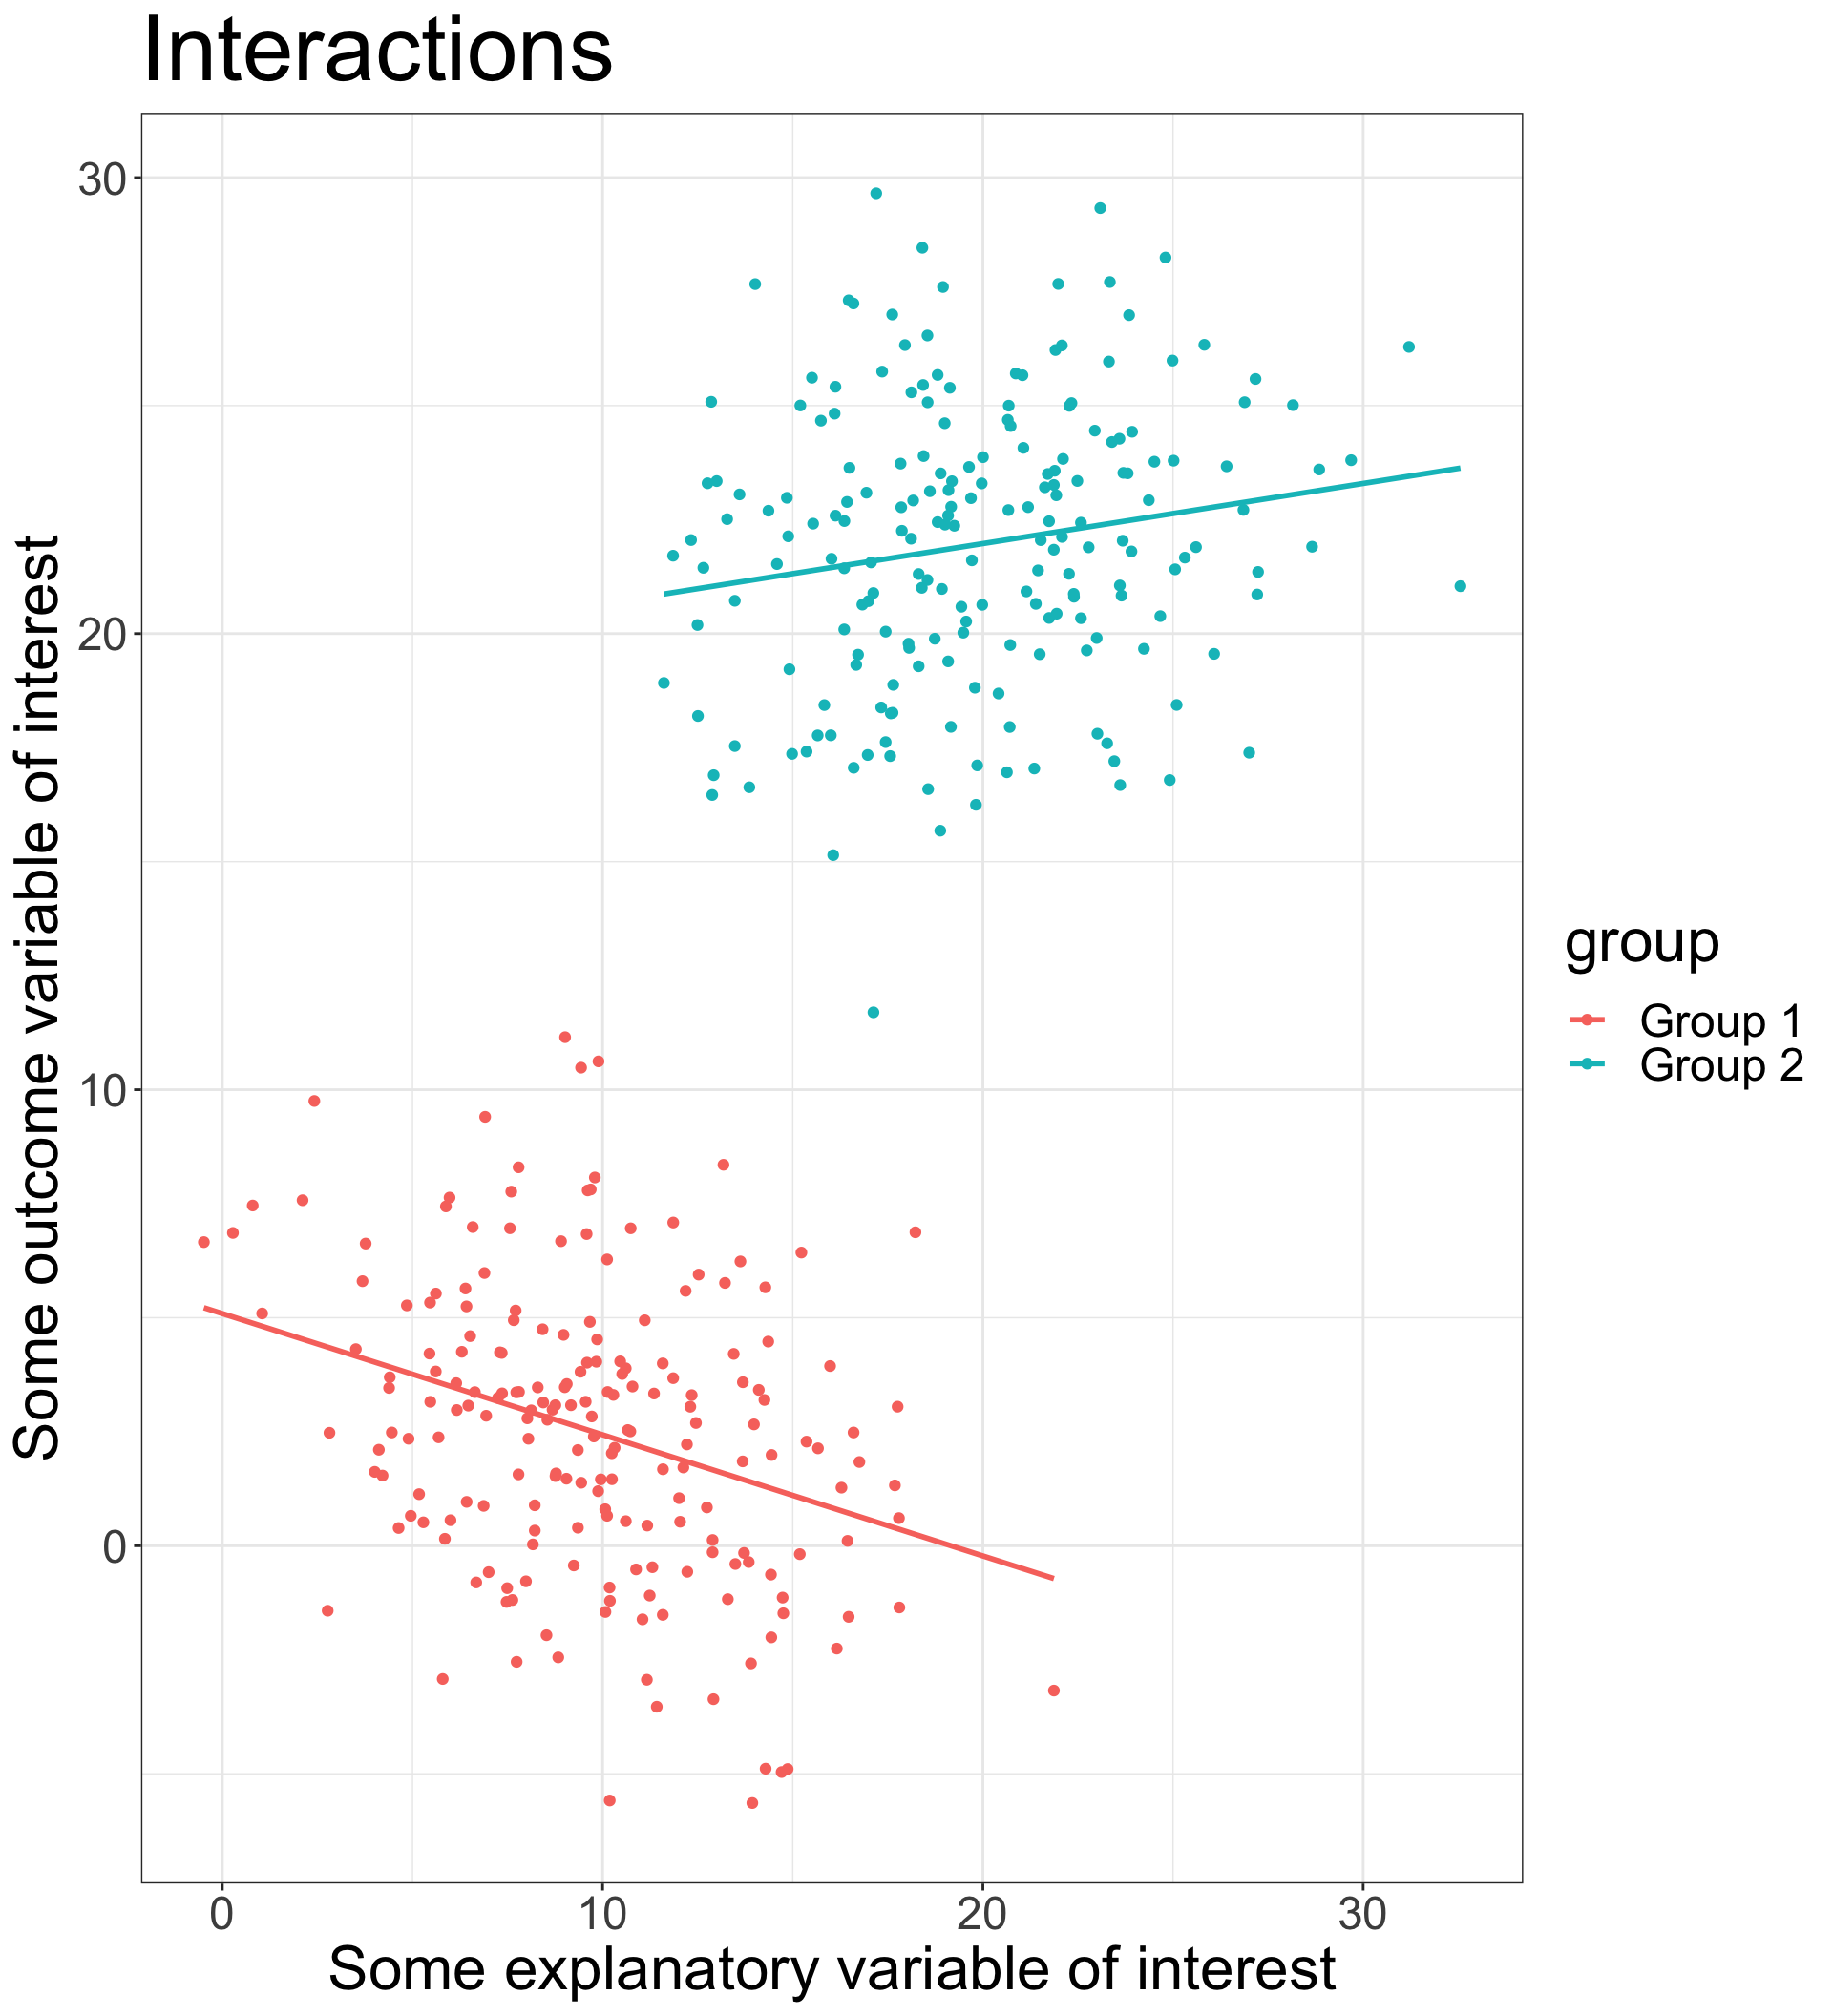 Interactions
30
20
10
0
Some outcome variable of interest
0 10 20 30
Some explanatory variable of interest
group
Group 1
Group 2